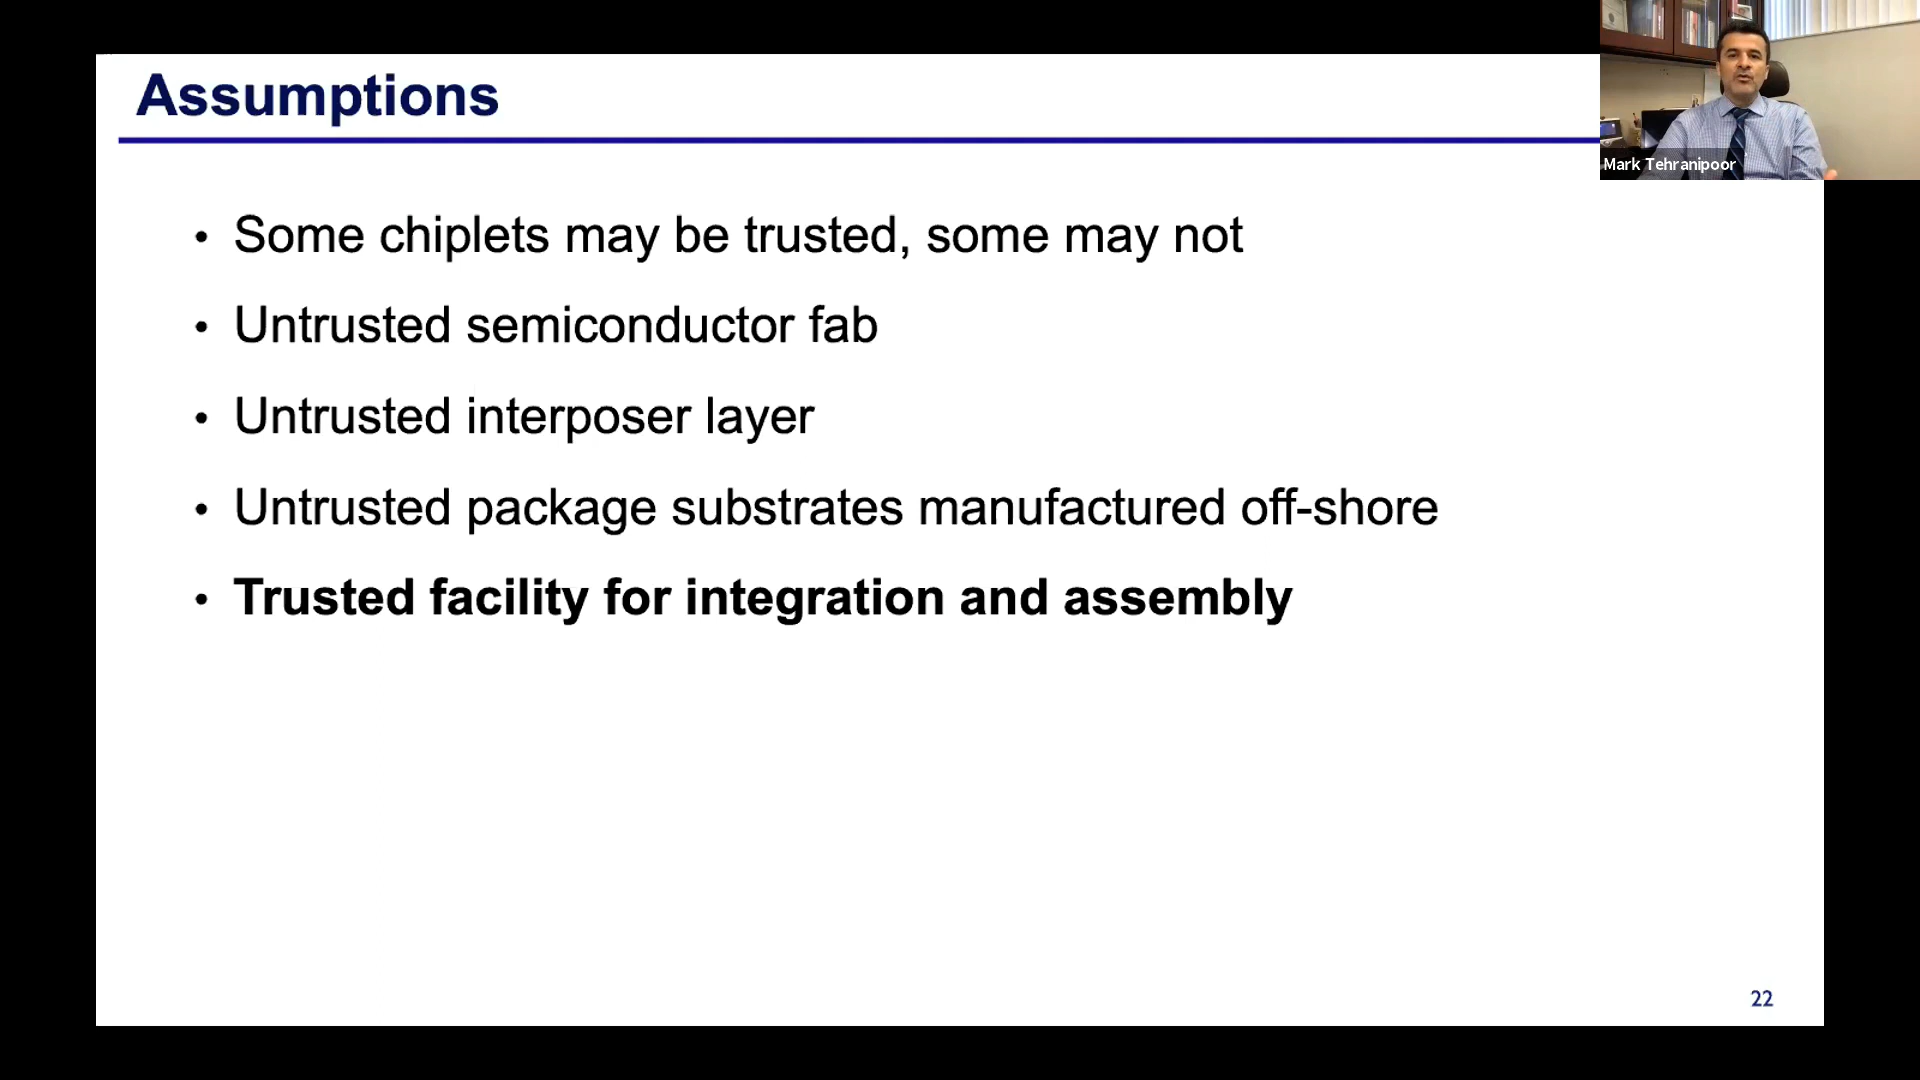 Assumptions
Mark Tehranipoor
• Some chiplets may be trusted, some may not
• Untrusted semiconductor fab
• Untrusted interposer layer
• Untrusted package substrates manufactured off-shore
• Trusted facility for integration and assembly
22